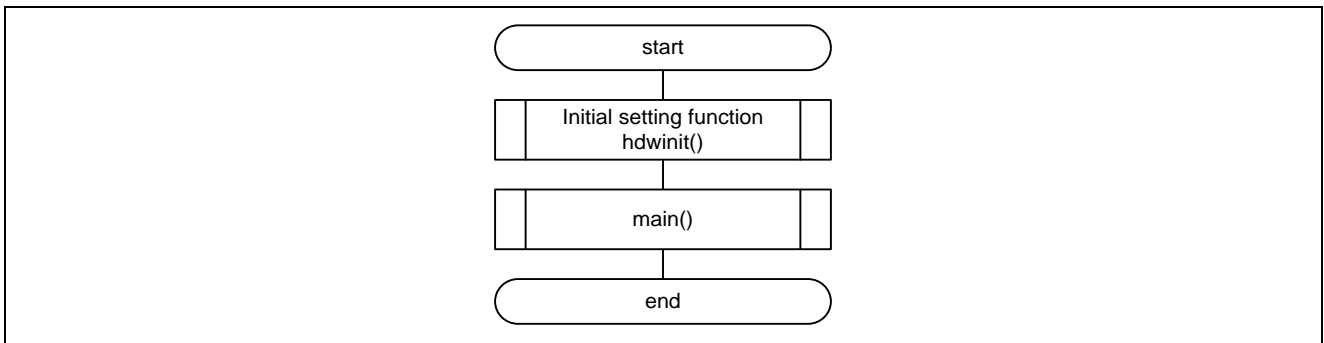 start
Initial setting function
hdwinit()
main()
end